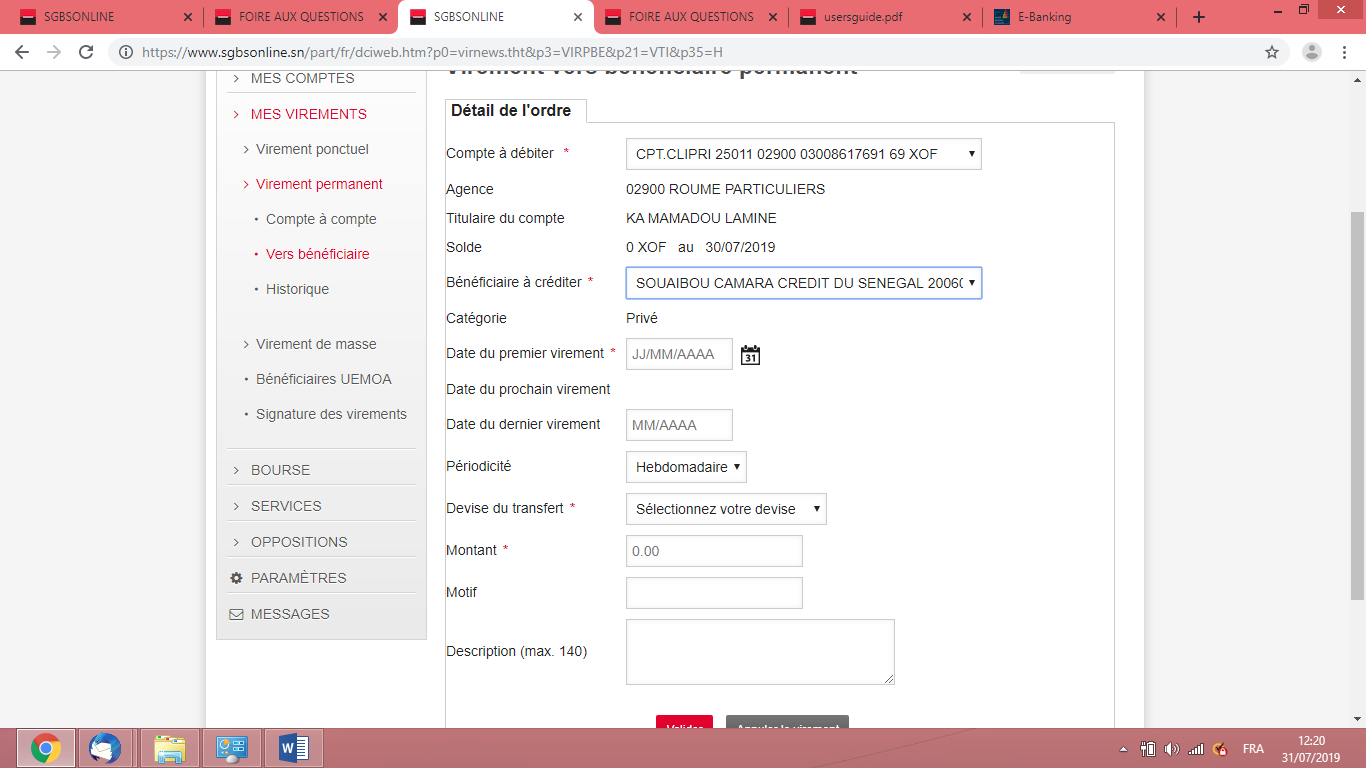 SGBSONLINE
FOIRE AUX QUESTIONS
SGBSONLINE
FOIRE AUX QUESTIONS
usersguide.pdf
E-Banking
https://www.sgbsonline.sn/part/fr/dciweb.htm?p0=virnews.tht&p3=VIRPBE&p21=VTI&p35=H
MES COMPTES
MES VIREMENTS
Virement ponctuel
Virement permanent
Compte à compte
Vers bénéficiaire
Historique
Virement de masse
Bénéficiaires UEMOA
Signature des virements
BOURSE
SERVICES
OPPOSITIONS
PARAMÈTRES
MESSAGES
Virement vers bénéficiaire permanent
Détail de l'ordre
Compte à débiter * CPT.CLIPRI 25011 02900 03008617691 69 XOF
Agence 02900 ROUME PARTICULIERS
Titulaire du compte KA MAMADOU LAMINE
Solde 0 XOF au 30/07/2019
Bénéficiaire à créditer * SOUAIBOU CAMARA CREDIT DU SENEGAL 20060
Catégorie Privé
Date du premier virement * JJ/MM/AAAA 31
Date du prochain virement
Date du dernier virement MM/AAAA
Périodicité Hebdomadaire
Devise du transfert * Sélectionnez votre devise
Montant * 0.00
Motif
Description (max. 140)
Valider Annuler le virement
FRA
12:20
31/07/2019